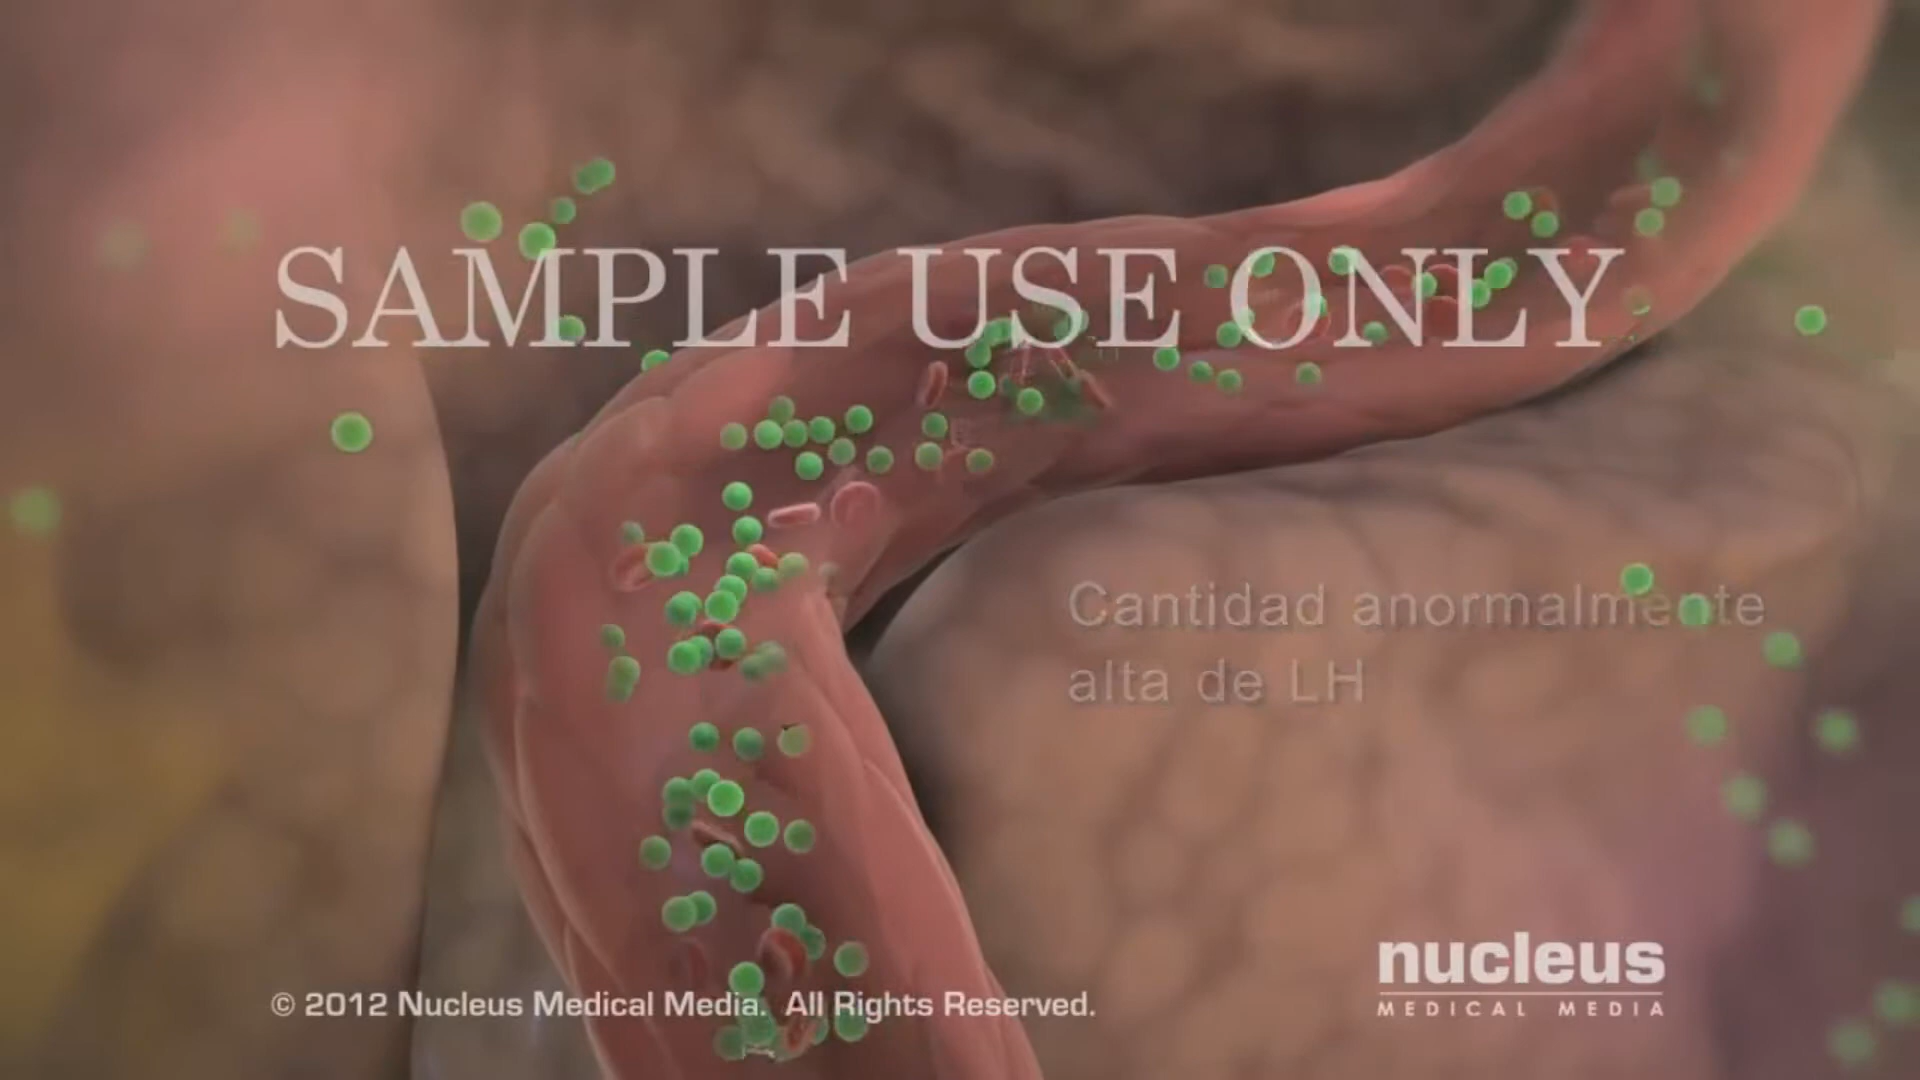 SAMPLE USE ONLY
Cantidad anormalmente
alta de LH
nucleus
MEDICAL MEDIA
© 2012 Nucleus Medical Media. All Rights Reserved.